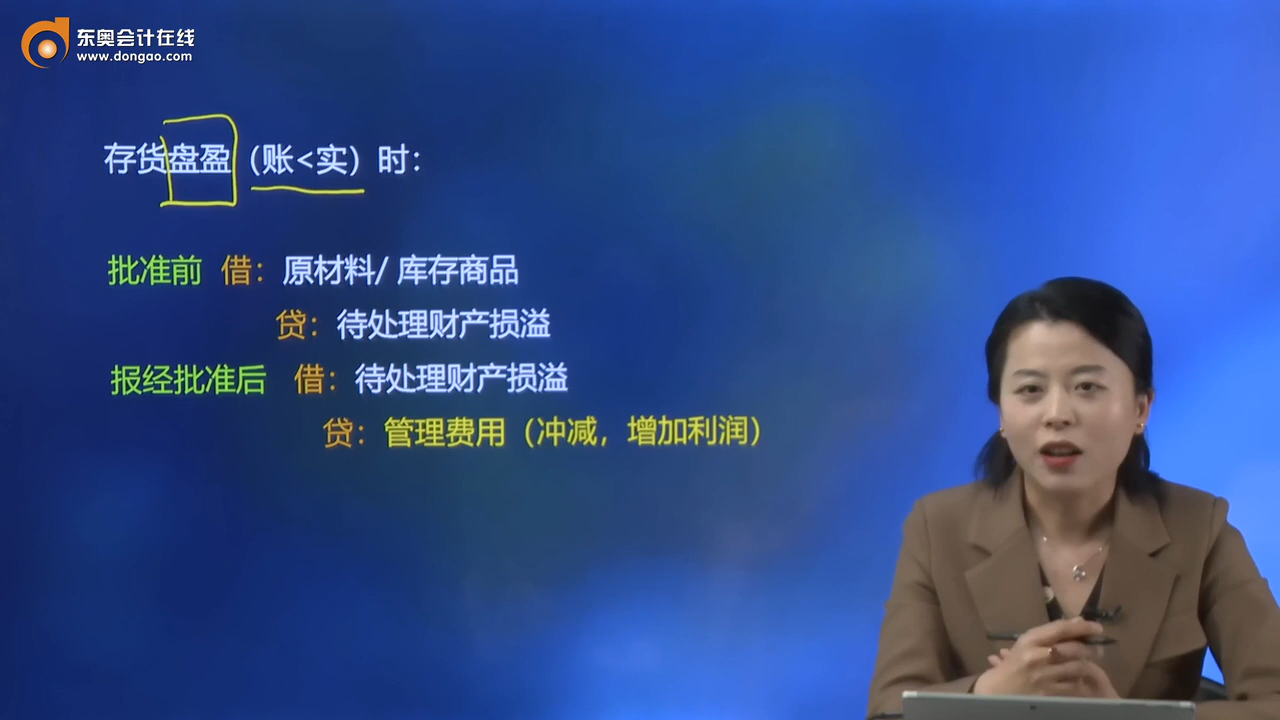 东奥会计在线
www.dongao.com
存货盘盈（账<实）时：
批准前 借：原材料/ 库存商品
贷：待处理财产损溢
报经批准后 借：待处理财产损溢
贷：管理费用（冲减，增加利润）